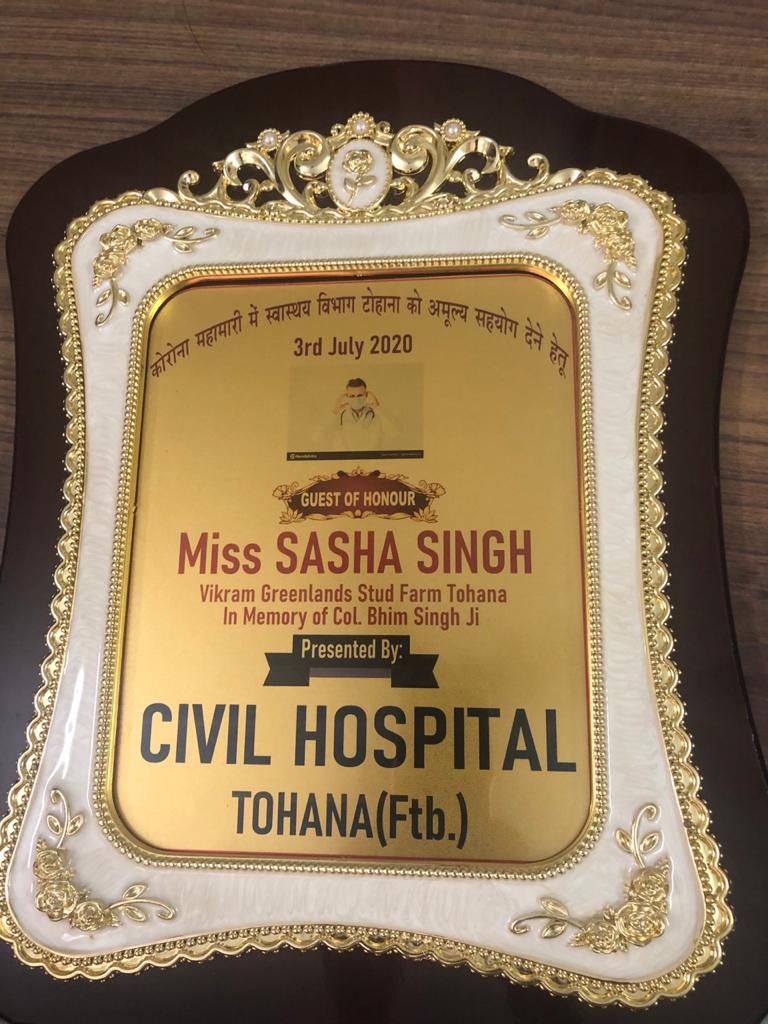 कोरोना महामारी में स्वास्थय विभाग टोहाना को अमूल्य सहयोग देने हेतू
3rd July 2020
GUEST OF HONOUR
Miss SASHA SINGH
Vikram Greenlands Stud Farm Tohana
In Memory of Col. Bhim Singh Ji
Presented By:
CIVIL HOSPITAL
TOHANA(Ftb.)